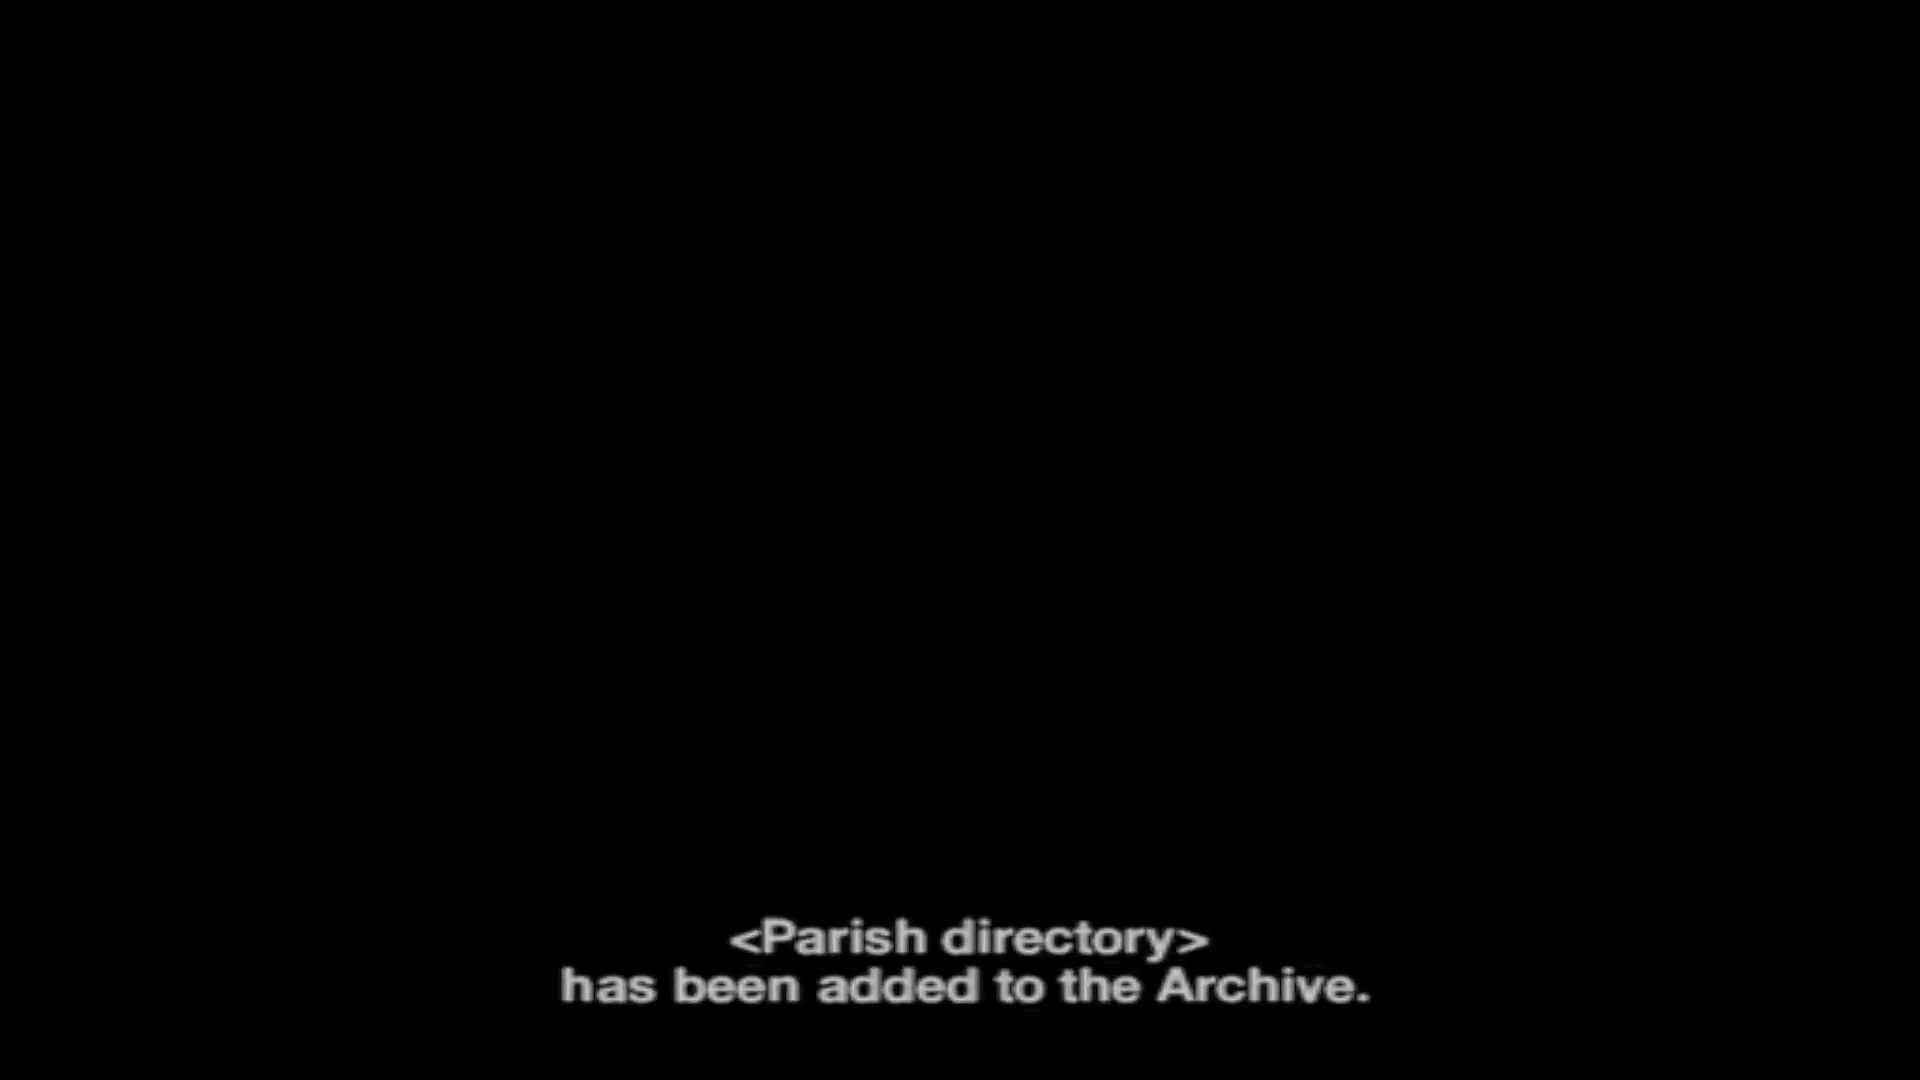 <Parish directory>
has been added to the Archive.